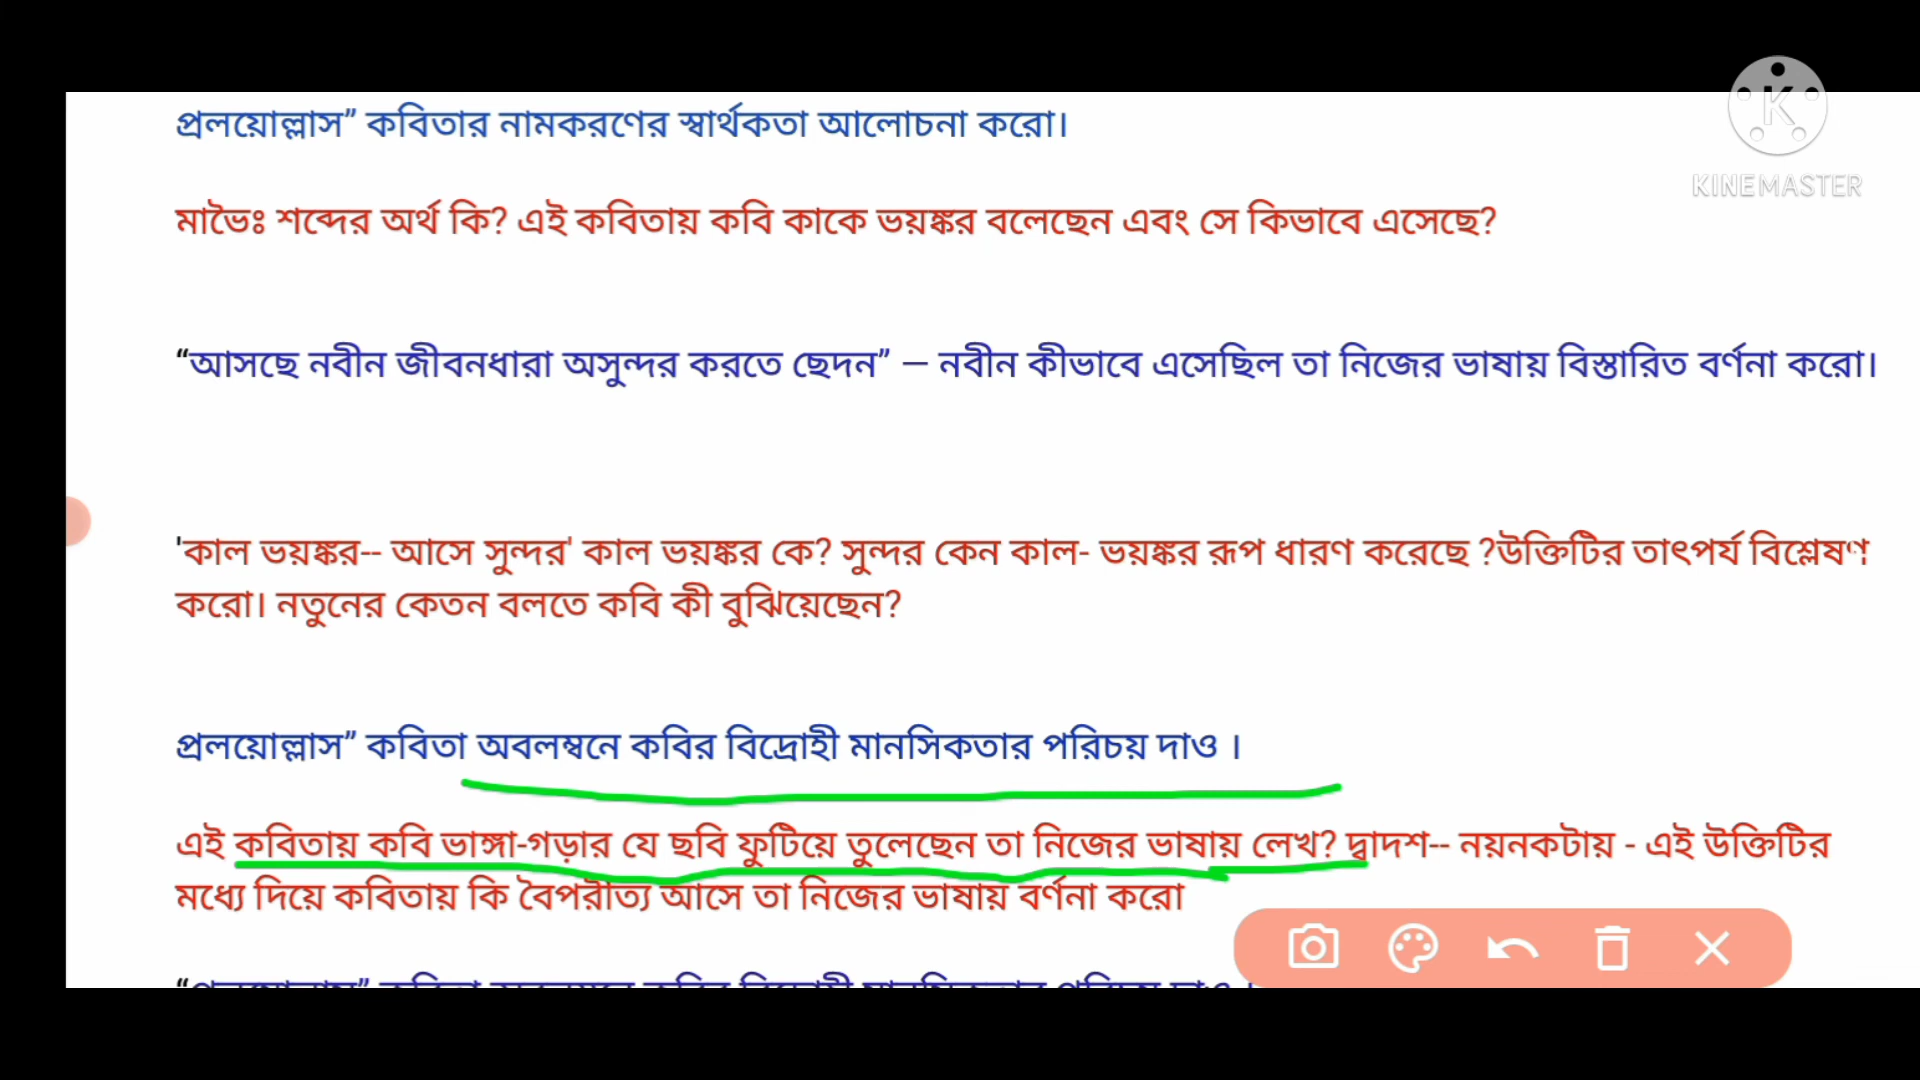 KINEMASTER
প্রলয়োল্লাস” কবিতার নামকরণের স্বার্থকতা আলোচনা করো।
মাভৈঃ শব্দের অর্থ কি? এই কবিতায় কবি কাকে ভয়ঙ্কর বলেছেন এবং সে কিভাবে এসেছে?
“আসছে নবীন জীবনধারা অসুন্দর করতে ছেদন” — নবীন কীভাবে এসেছিল তা নিজের ভাষায় বিস্তারিত বর্ণনা করো।
'কাল ভয়ঙ্কর-- আসে সুন্দর' কাল ভয়ঙ্কর কে? সুন্দর কেন কাল- ভয়ঙ্কর রূপ ধারণ করেছে ?উক্তিটির তাৎপর্য বিশ্লেষণ
করো। নতুনের কেতন বলতে কবি কী বুঝিয়েছেন?
প্রলয়োল্লাস” কবিতা অবলম্বনে কবির বিদ্রোহী মানসিকতার পরিচয় দাও ।
এই কবিতায় কবি ভাঙ্গা-গড়ার যে ছবি ফুটিয়ে তুলেছেন তা নিজের ভাষায় লেখ? দ্বাদশ-- নয়নকটায় - এই উক্তিটির
মধ্যে দিয়ে কবিতায় কি বৈপরীত্য আসে তা নিজের ভাষায় বর্ণনা করো